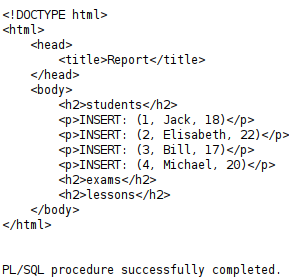 <!DOCTYPE html>
<html>
    <head>
        <title>Report</title>
    </head>
    <body>
        <h2>students</h2>
        <p>INSERT: (1, Jack, 18)</p>
        <p>INSERT: (2, Elisabeth, 22)</p>
        <p>INSERT: (3, Bill, 17)</p>
        <p>INSERT: (4, Michael, 20)</p>
        <h2>exams</h2>
        <h2>lessons</h2>
    </body>
</html>

PL/SQL procedure successfully completed.